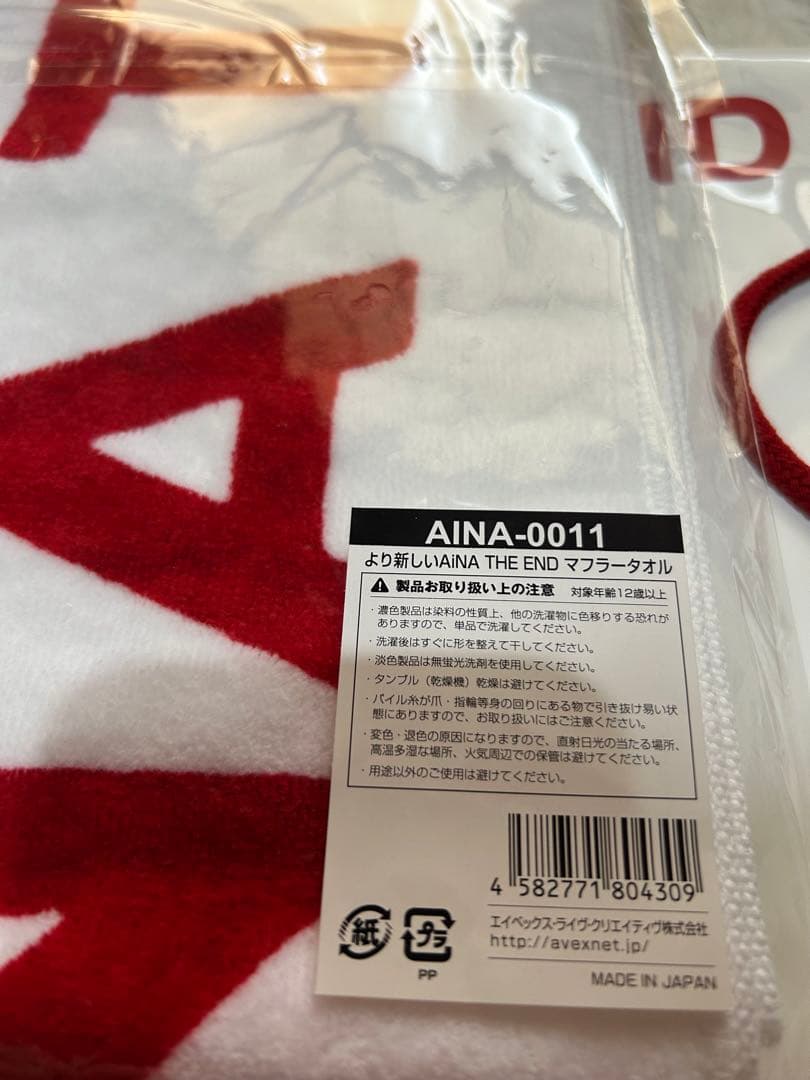 AINA-0011
より新しいAiNA THE END マフラータオル
製品お取り扱い上の注意 対象年齢12歳以上
・濃色製品は染料の性質上、他の洗濯物に色移りする恐れが
ありますので、単品で洗濯してください。
・洗濯後はすぐに形を整えて干してください。
・淡色製品は無蛍光洗剤を使用してください。
・タンブル（乾燥機）乾燥は避けてください。
・パイル糸が爪・指輪等身の回りにある物で引き抜け易い状
態にありますので、お取り扱いにはご注意ください。
・変色・退色の原因になりますので、直射日光の当たる場所、
高温多湿な場所、火気周辺での保管は避けてください。
・用途以外のご使用は避けてください。
4 582771 804309
エイベックス・ライヴ・クリエイティヴ株式会社
http://avexnet.jp/
紙
プラ
PP
MADE IN JAPAN